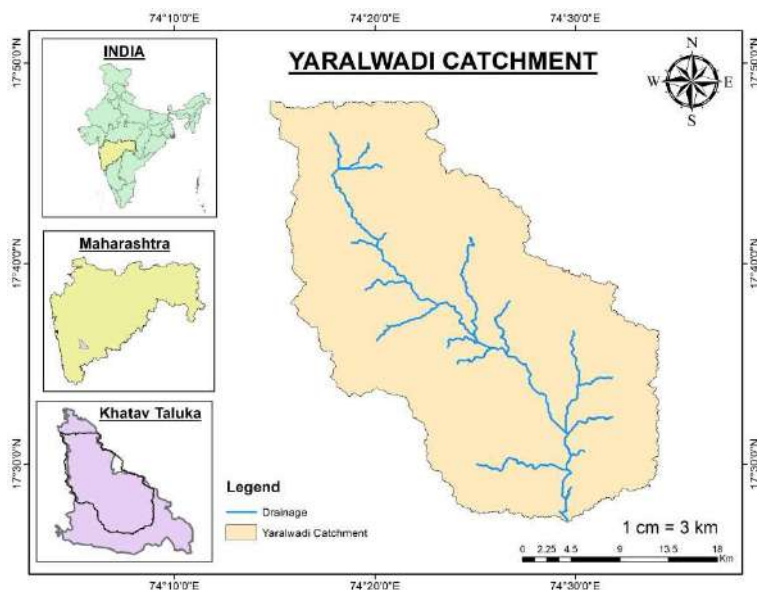 74°10'0"E 74°20'0"E 74°30'0"E
17°50'0"N 17°50'0"N
INDIA
YARALWADI CATCHMENT
N
W E
S
Maharashtra
17°40'0"N 17°40'0"N
Khatav Taluka
17°30'0"N 17°30'0"N
Legend
Drainage
Yaralwadi Catchment
1 cm = 3 km
0 2.25 4.5 9 13.5 18
Km
74°10'0"E 74°20'0"E 74°30'0"E